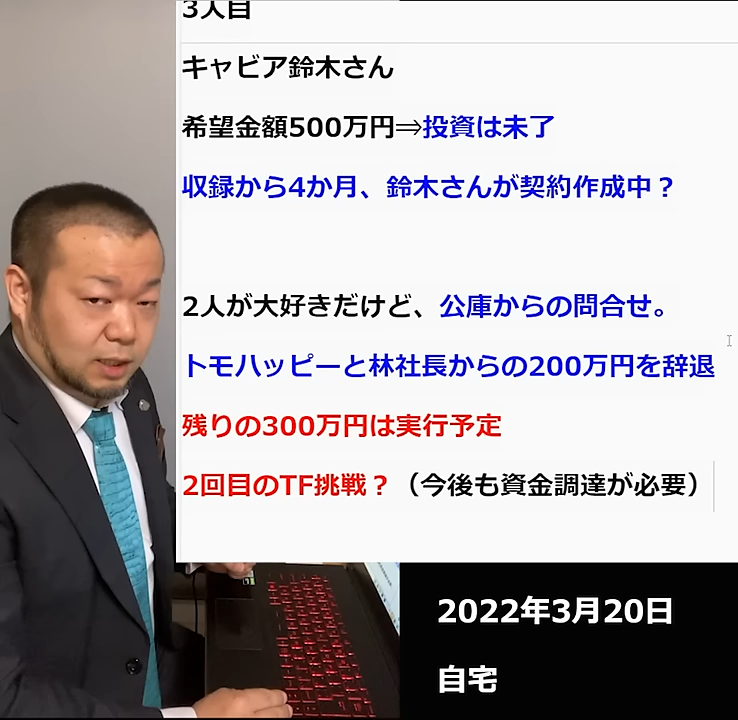 3人目
キャビア鈴木さん
希望金額500万円⇒投資は未了
収録から4か月、鈴木さんが契約作成中？
2人が大好きだけど、公庫からの問合せ。
トモハッピーと林社長からの200万円を辞退
残りの300万円は実行予定
2回目のTF挑戦？（今後も資金調達が必要）
2022年3月20日
自宅